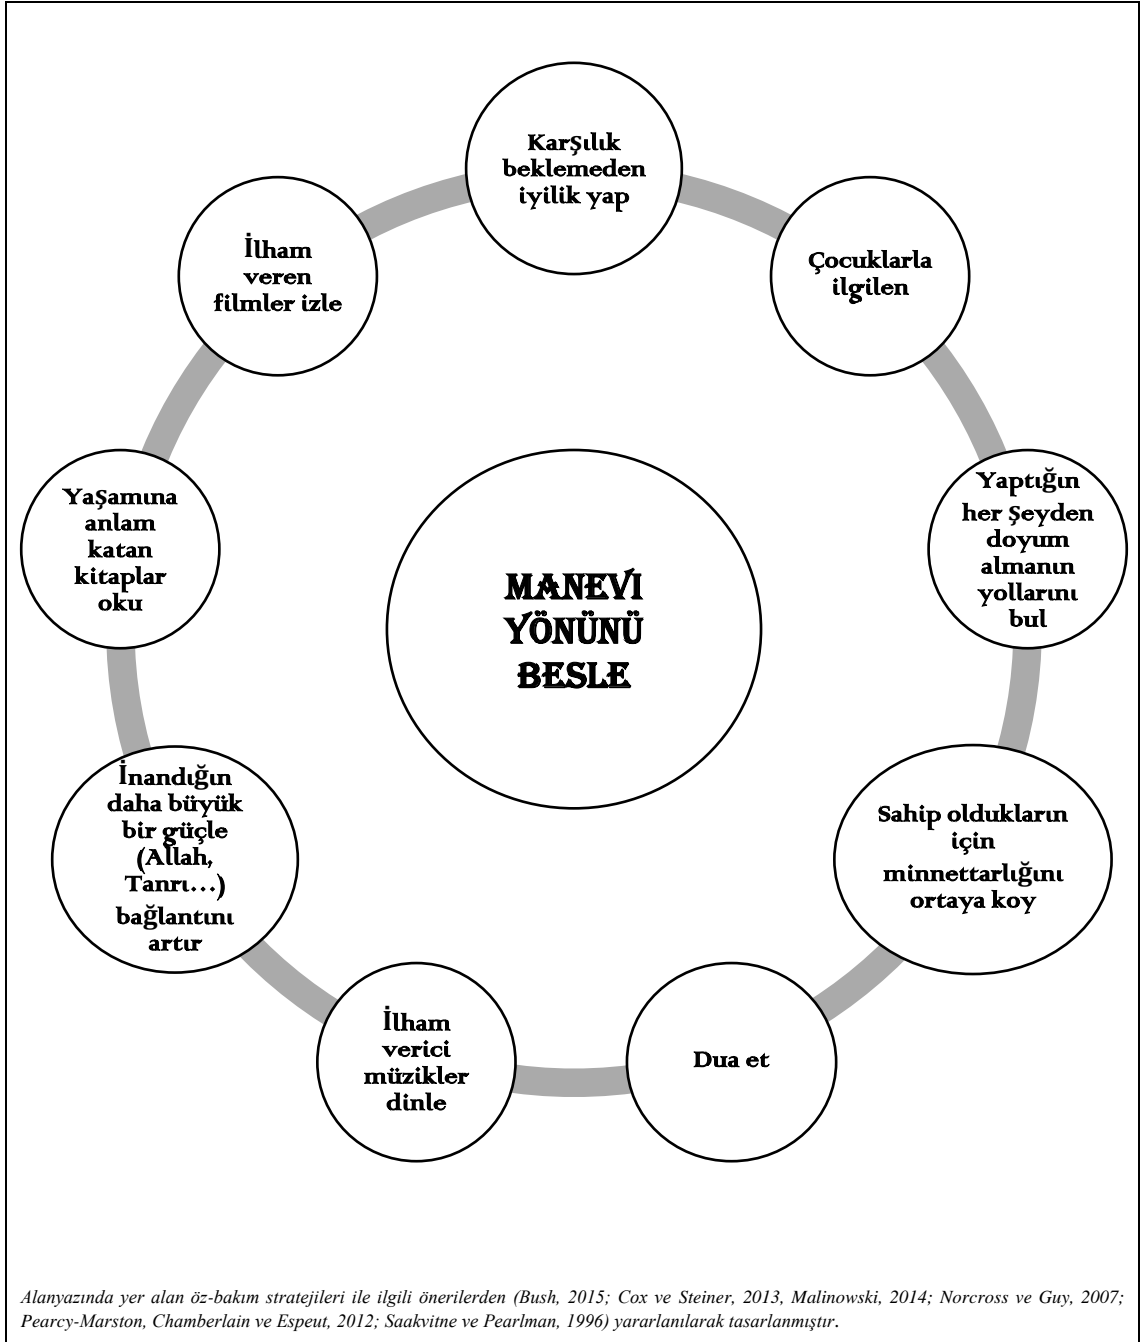 Karşılık
beklemeden
iyilik yap
Çocuklarla
ilgilen
Yaptığın
her şeyden
doyum
almanın
yollarını
bul
Sahip oldukların
için
minnettarlığını
ortaya koy
Dua et
İlham
verici
müzikler
dinle
İnandığın
daha büyük
bir güçle
(Allah,
Tanrı…)
bağlantını
artır
Yaşamına
anlam
katan
kitaplar
oku
İlham
veren
filmler izle
MANEVI
YÖNÜNÜ
BESLE
Alanyazında yer alan öz-bakım stratejileri ile ilgili önerilerden (Bush, 2015; Cox ve Steiner, 2013, Malinowski, 2014; Norcross ve Guy, 2007;
Pearcy-Marston, Chamberlain ve Espeut, 2012; Saakvitne ve Pearlman, 1996) yararlanılarak tasarlanmıştır.